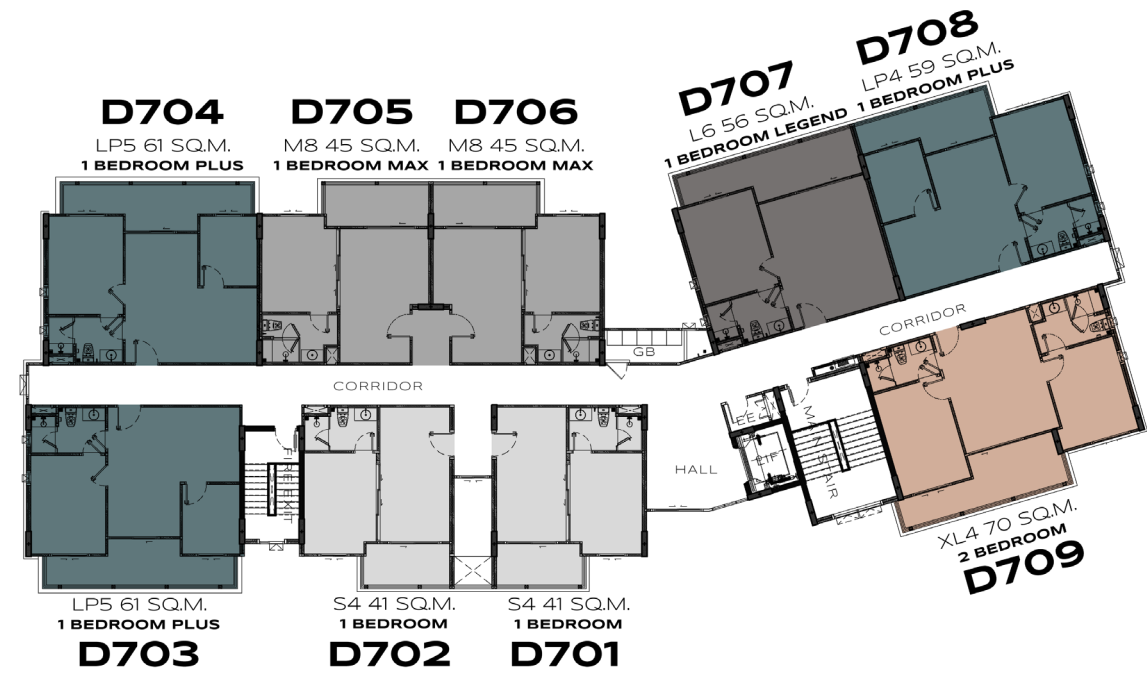 D704
LP5 61 SQ.M.
1 BEDROOM PLUS
D705
M8 45 SQ.M.
1 BEDROOM MAX
D706
M8 45 SQ.M.
1 BEDROOM MAX
D707
L6 56 SQ.M.
1 BEDROOM LEGEND
D708
LP4 59 SQ.M.
1 BEDROOM PLUS
GB
CORRIDOR
CORRIDOR
FIRE EXIT
EE
LIFT
MAIN STAIR
HALL
LP5 61 SQ.M.
1 BEDROOM PLUS
D703
S4 41 SQ.M.
1 BEDROOM
D702
S4 41 SQ.M.
1 BEDROOM
D701
XL4 70 SQ.M.
2 BEDROOM
D709